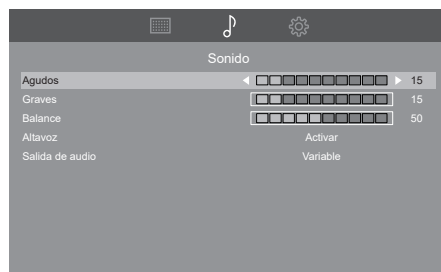 Sonido
Agudos 15
Graves 15
Balance 50
Altavoz Activar
Salida de audio Variable